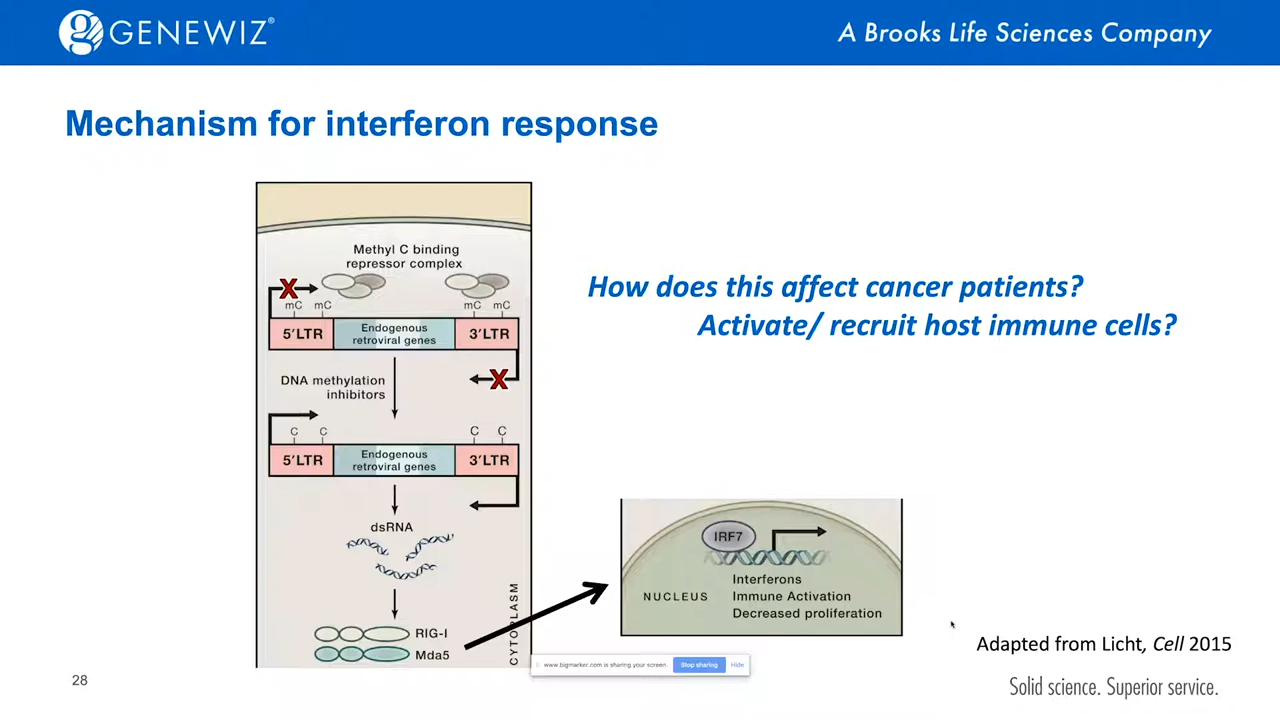 GENEWIZ®
A Brooks Life Sciences Company
Mechanism for interferon response
Methyl C binding
repressor complex
X
mC mC
mC mC
5'LTR
Endogenous
retroviral genes
3'LTR
X
DNA methylation
inhibitors
C C
C C
5'LTR
Endogenous
retroviral genes
3'LTR
dsRNA
RIG-I
Mda5
CYTOPLASM
How does this affect cancer patients?
Activate/ recruit host immune cells?
IRF7
NUCLEUS
Interferons
Immune Activation
Decreased proliferation
www.bigmarker.com is sharing your screen.
Stop sharing
Hide
Adapted from Licht, Cell 2015
28
Solid science. Superior service.